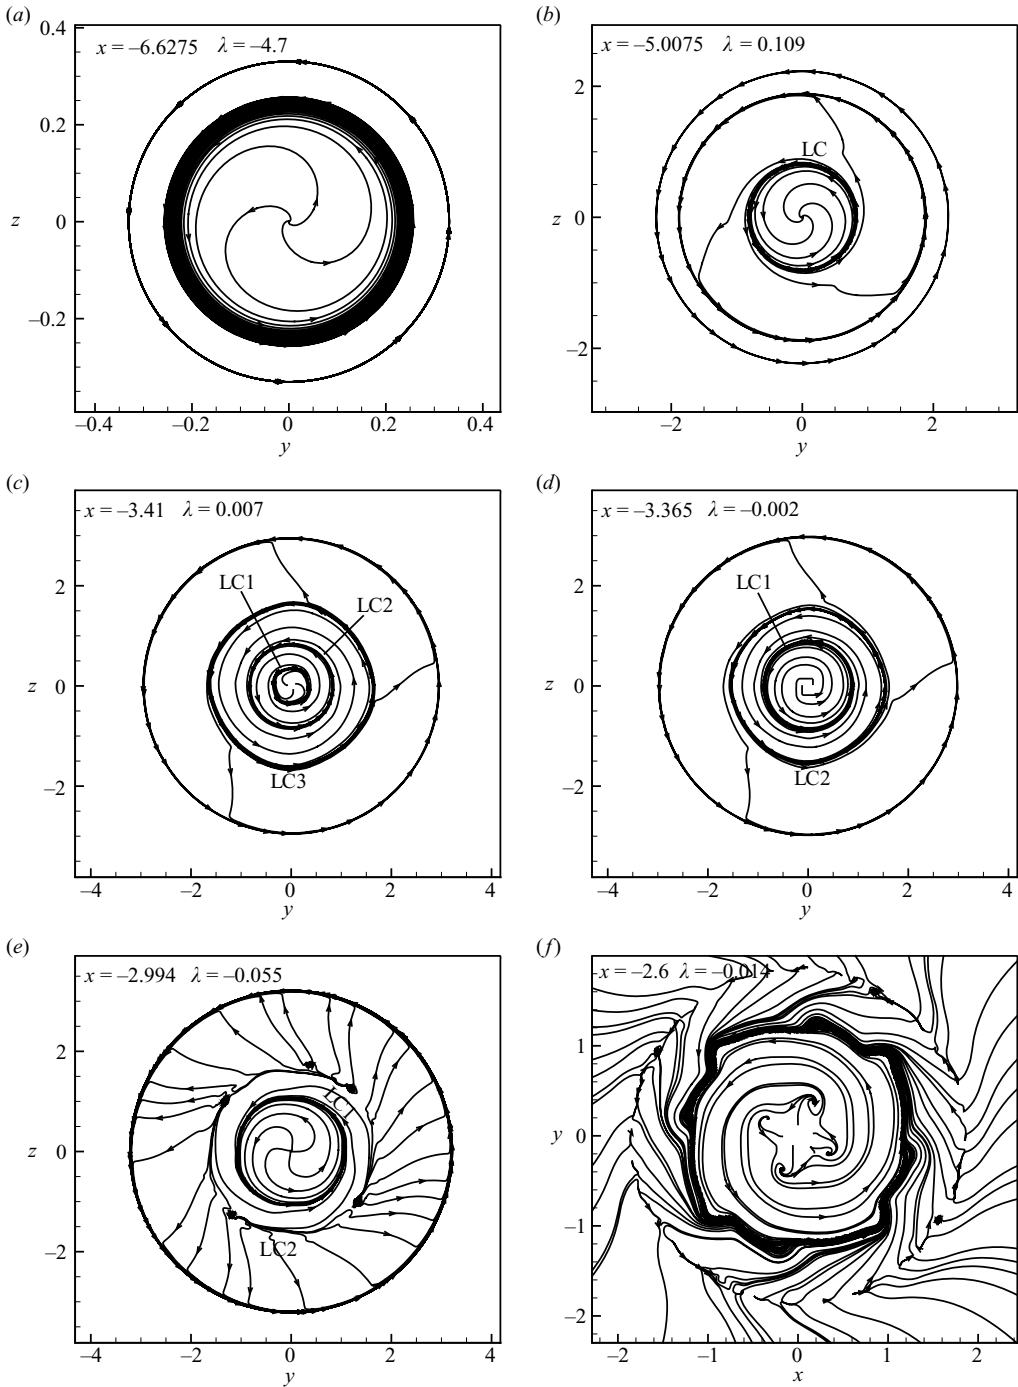 (a)
x = –6.6275 λ = –4.7
0.4
0.2
z
0
–0.2
–0.4
–0.2
0
0.2
0.4
y
(b)
x = –5.0075 λ = 0.109
2
LC
z
0
–2
–2
0
2
y
(c)
x = –3.41 λ = 0.007
2
LC1
LC2
z
0
LC3
–2
–4
–2
0
2
4
y
(d)
x = –3.365 λ = –0.002
2
LC1
z
0
LC2
–2
–4
–2
0
2
4
y
(e)
x = –2.994 λ = –0.055
2
LC1
z
0
LC2
–2
–4
–2
0
2
4
y
(f)
x = –2.6 λ = –0.014
1
y
0
–1
–2
–2
–1
0
1
2
x